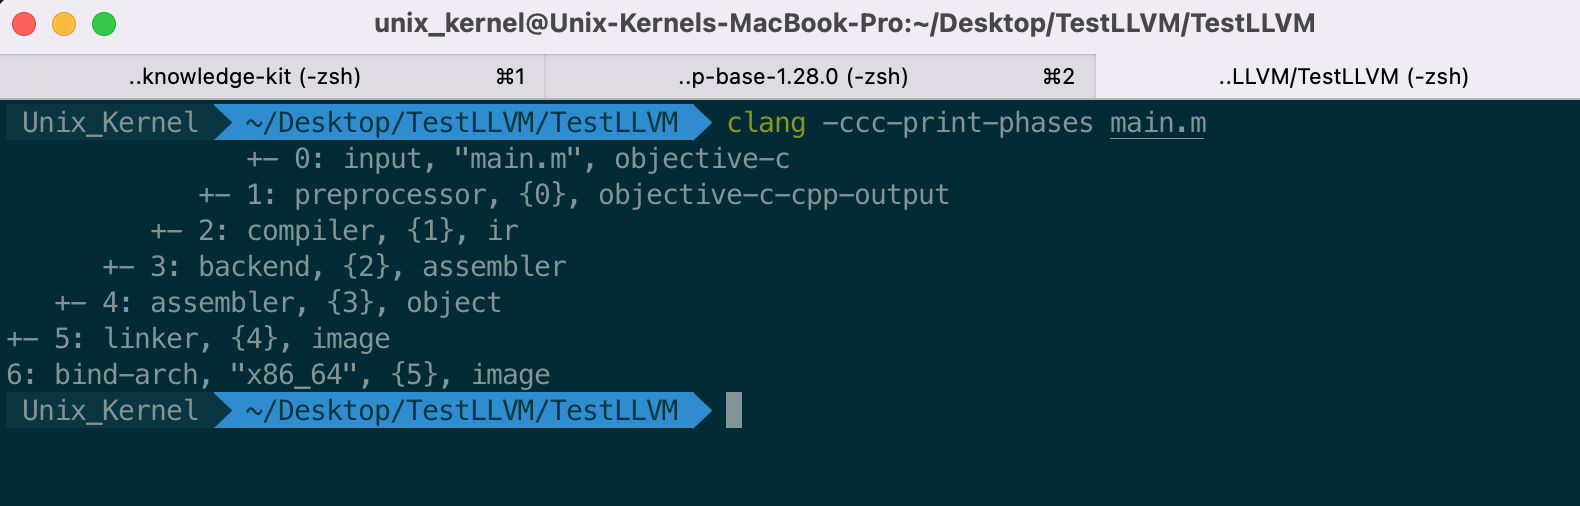 unix_kernel@Unix-Kernels-MacBook-Pro:~/Desktop/TestLLVM/TestLLVM
..knowledge-kit (-zsh) ⌘1 ..p-base-1.28.0 (-zsh) ⌘2 ..LLVM/TestLLVM (-zsh)
Unix_Kernel ~/Desktop/TestLLVM/TestLLVM clang -ccc-print-phases main.m
+- 0: input, "main.m", objective-c
+- 1: preprocessor, {0}, objective-c-cpp-output
+- 2: compiler, {1}, ir
+- 3: backend, {2}, assembler
+- 4: assembler, {3}, object
+- 5: linker, {4}, image
6: bind-arch, "x86_64", {5}, image
Unix_Kernel ~/Desktop/TestLLVM/TestLLVM